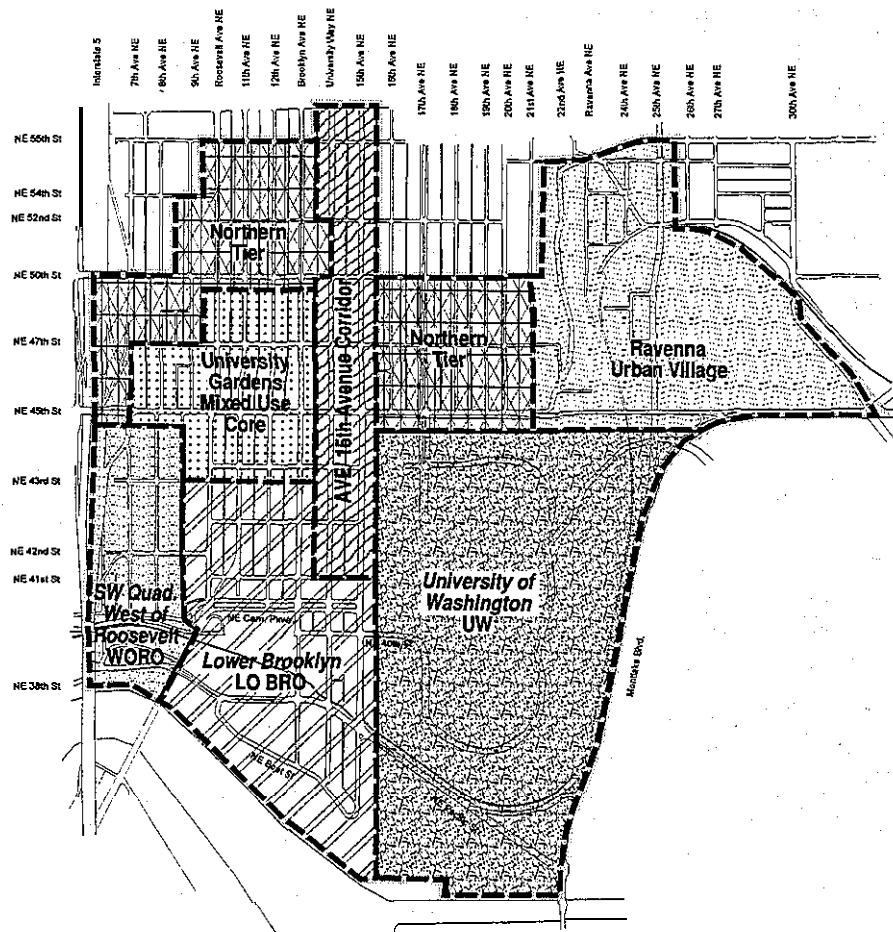 Interstate 5
7th Ave NE
8th Ave NE
9th Ave NE
Roosevelt Ave NE
11th Ave NE
12th Ave NE
Brooklyn Ave NE
University Way NE
15th Ave NE
16th Ave NE
17th Ave NE
18th Ave NE
19th Ave NE
20th Ave NE
21st Ave NE
22nd Ave NE
Ravenna Ave NE
24th Ave NE
25th Ave NE
26th Ave NE
27th Ave NE
30th Ave NE
NE 55th St
NE 54th St
NE 52nd St
NE 50th St
NE 47th St
NE 45th St
NE 43rd St
NE 42nd St
NE 41st St
NE 38th St
Northern
Tier
University
Gardens
Mixed Use
Core
AVE/15th Avenue Corridor
Northern
Tier
Ravenna
Urban Village
SW Quad.
West of
Roosevelt
WORO
NE Cam. Pkwy
Lower Brooklyn
LO BRO
NE Boat St
University of
Washington
UW
Montlake Blvd.